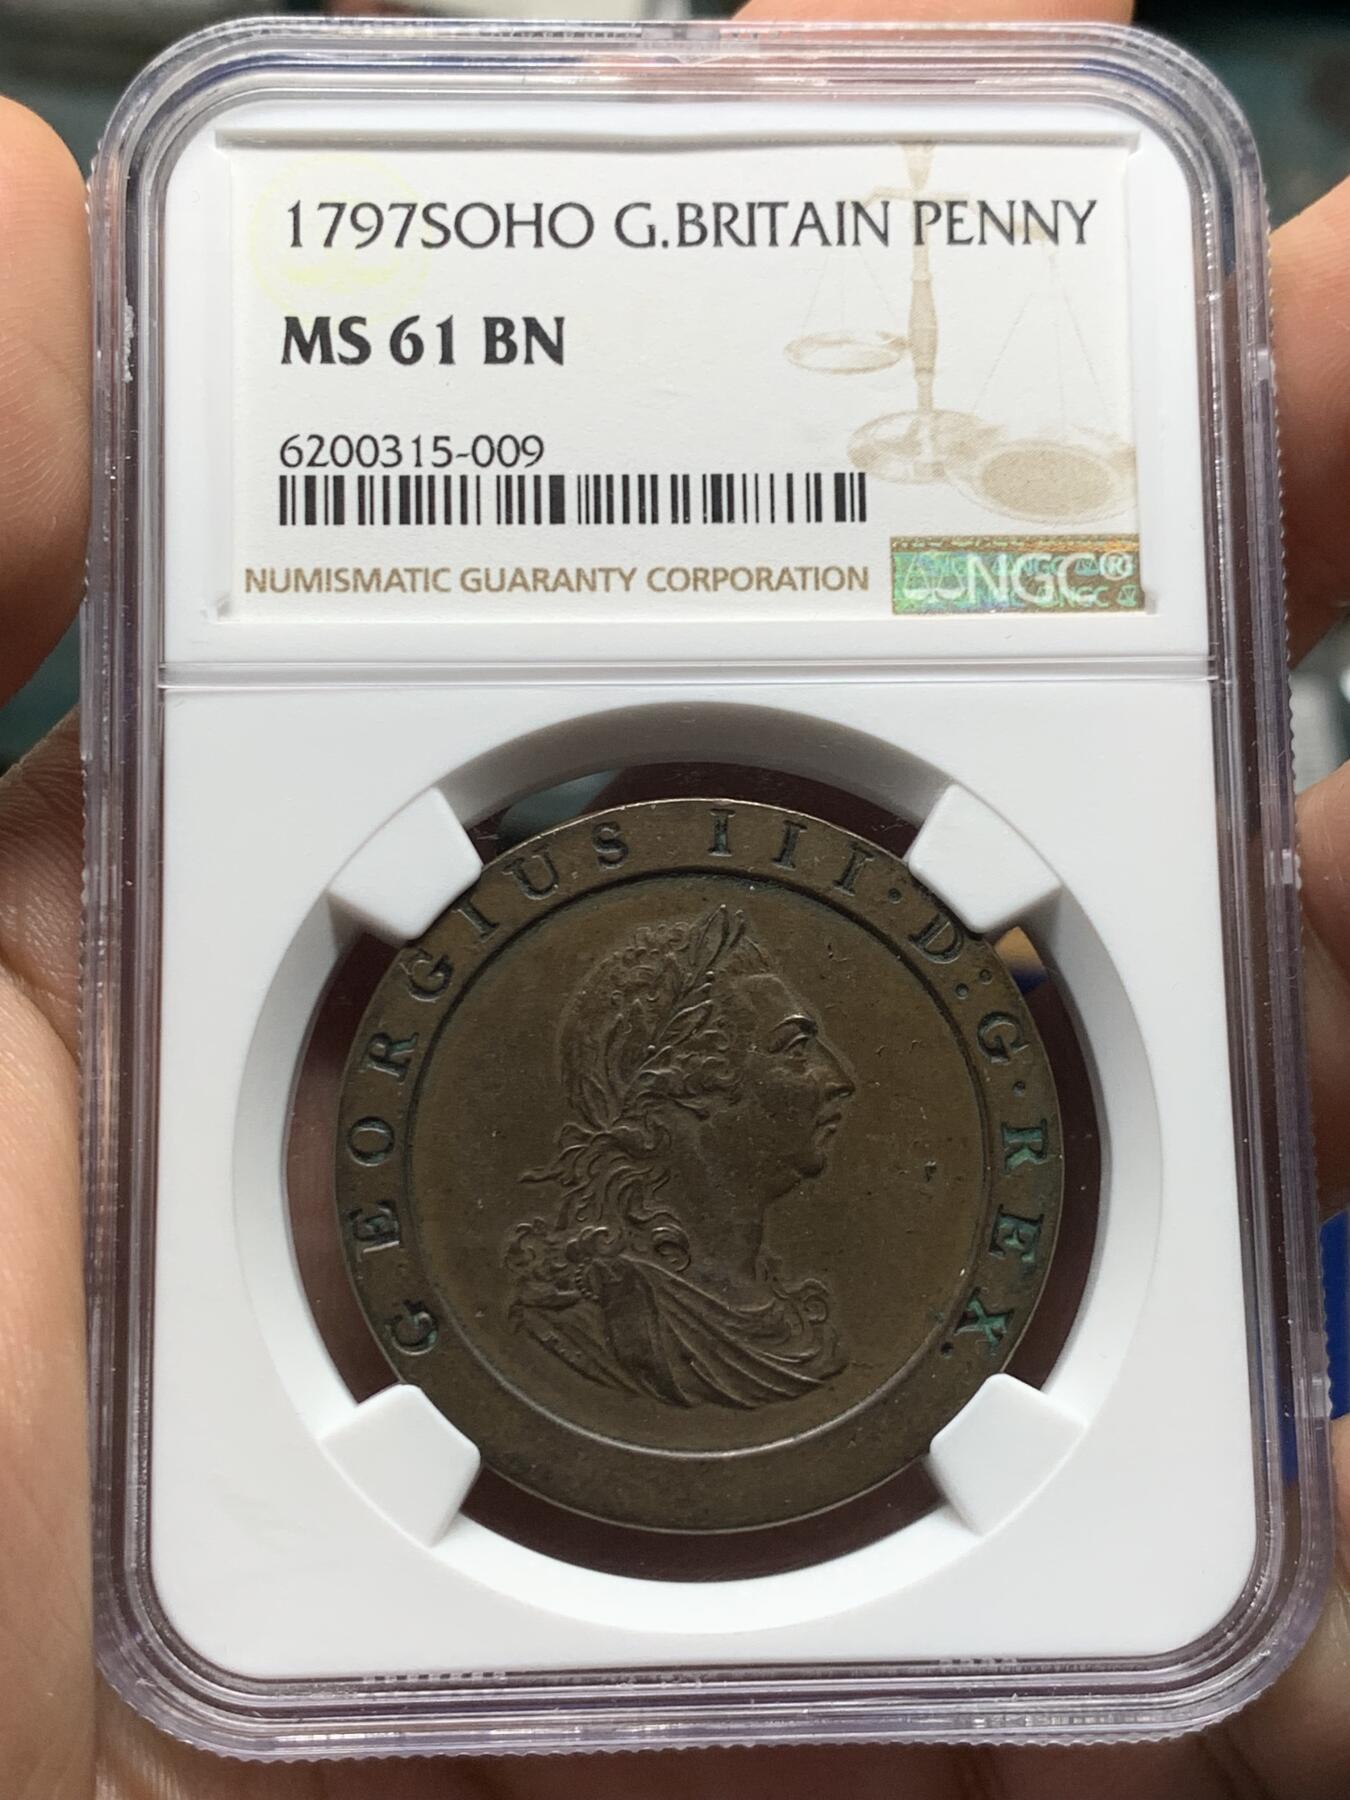 1797SOHO G.BRITAIN PENNY
MS 61 BN
6200315-009
NUMISMATIC GUARANTY CORPORATION
NGC®
GEORGIUS III·D:G·REX.